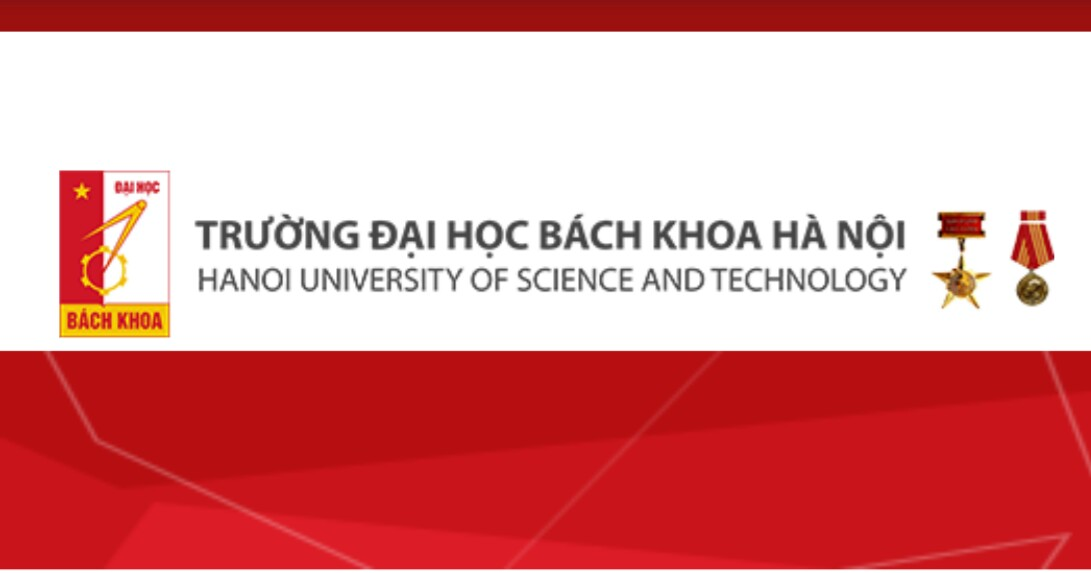 ĐẠI HỌC
BÁCH KHOA
TRƯỜNG ĐẠI HỌC BÁCH KHOA HÀ NỘI
HANOI UNIVERSITY OF SCIENCE AND TECHNOLOGY